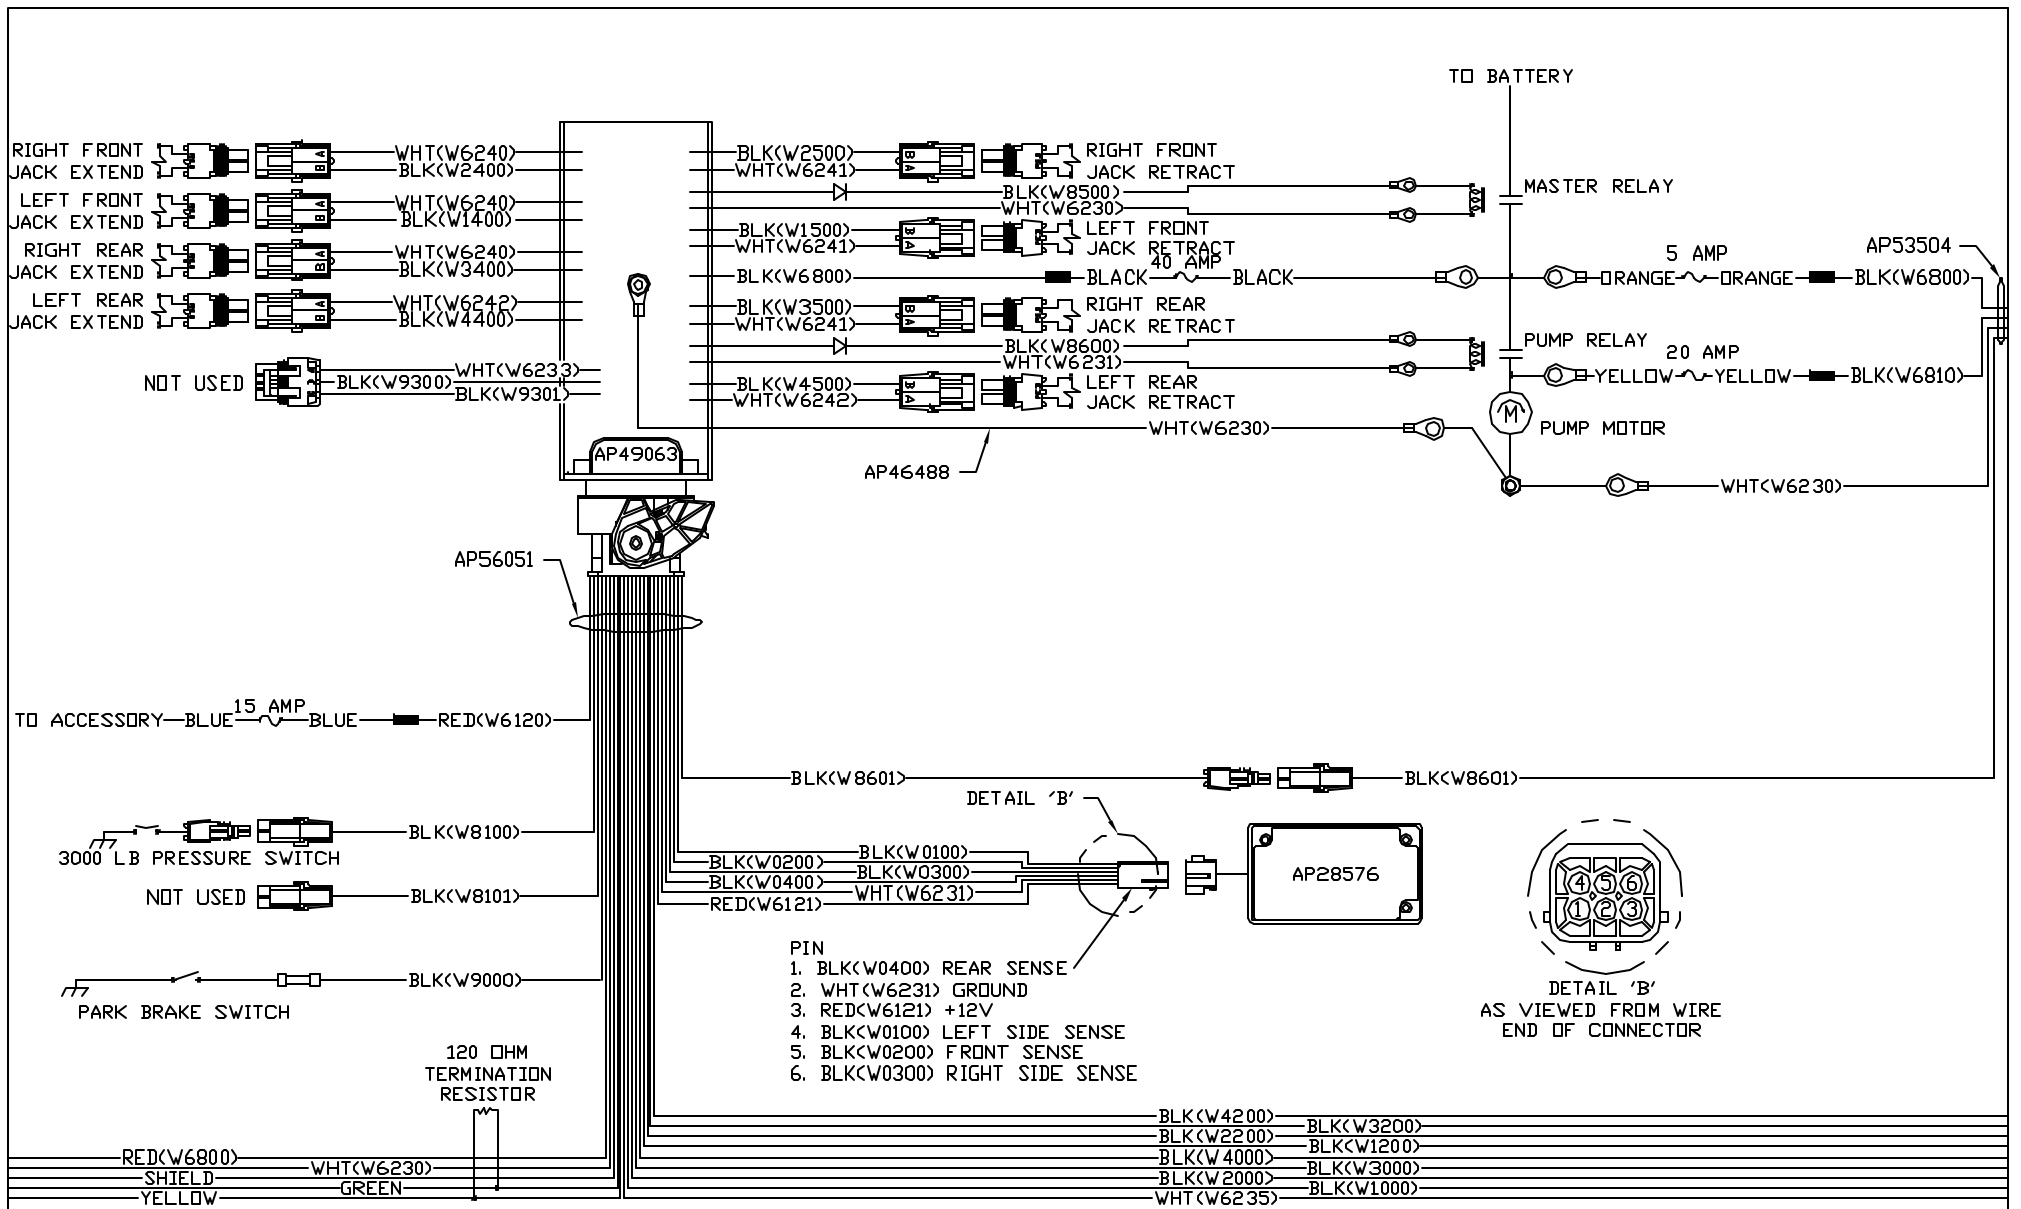 TO BATTERY
RIGHT FRONT
JACK EXTEND
WHT(W6240)
BLK(W2400)
LEFT FRONT
JACK EXTEND
WHT(W6240)
BLK(W1400)
RIGHT REAR
JACK EXTEND
WHT(W6240)
BLK(W3400)
LEFT REAR
JACK EXTEND
WHT(W6242)
BLK(W4400)
NOT USED
WHT(W6233)
BLK(W9300)
BLK(W9301)
A
B
A
B
A
B
A
B
BLK(W2500)
WHT(W6241)
B
A
RIGHT FRONT
JACK RETRACT
BLK(W8500)
WHT(W6230)
MASTER RELAY
BLK(W1500)
WHT(W6241)
B
A
LEFT FRONT
JACK RETRACT
BLK(W6800)
BLACK
40 AMP
BLACK
5 AMP
ORANGE
ORANGE
BLK(W6800)
AP53504
BLK(W3500)
WHT(W6241)
B
A
RIGHT REAR
JACK RETRACT
BLK(W8600)
WHT(W6231)
PUMP RELAY
20 AMP
YELLOW
YELLOW
BLK(W6810)
BLK(W4500)
WHT(W6242)
B
A
LEFT REAR
JACK RETRACT
M
PUMP MOTOR
WHT(W6230)
AP46488
WHT(W6230)
AP49063
AP56051
TO ACCESSORY
BLUE
15 AMP
BLUE
RED(W6120)
BLK(W8601)
BLK(W8601)
DETAIL 'B'
BLK(W8100)
3000 LB PRESSURE SWITCH
NOT USED
BLK(W8101)
BLK(W0100)
BLK(W0200)
BLK(W0300)
BLK(W0400)
WHT(W6231)
RED(W6121)
AP28576
4 5 6
1 2 3
DETAIL 'B'
AS VIEWED FROM WIRE
END OF CONNECTOR
BLK(W9000)
PARK BRAKE SWITCH
PIN
1. BLK(W0400) REAR SENSE
2. WHT(W6231) GROUND
3. RED(W6121) +12V
4. BLK(W0100) LEFT SIDE SENSE
5. BLK(W0200) FRONT SENSE
6. BLK(W0300) RIGHT SIDE SENSE
120 OHM
TERMINATION
RESISTOR
RED(W6800)
WHT(W6230)
SHIELD
GREEN
YELLOW
BLK(W4200)
BLK(W3200)
BLK(W2200)
BLK(W1200)
BLK(W4000)
BLK(W3000)
BLK(W2000)
BLK(W1000)
WHT(W6235)